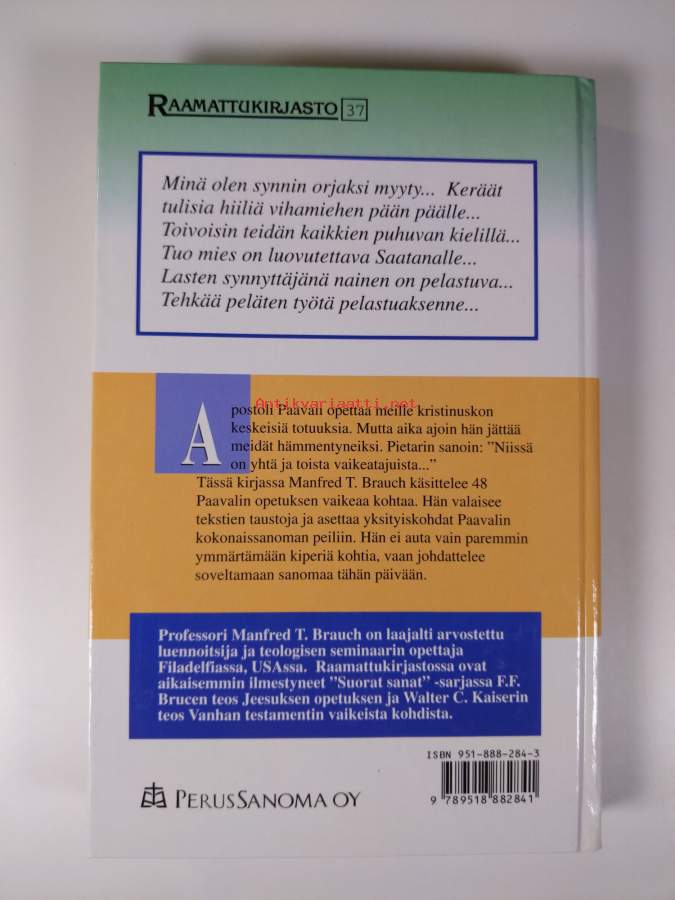 RAAMATTUKIRJASTO 37
Minä olen synnin orjaksi myyty... Keräät
tulisia hiiliä vihamiehen pään päälle...
Toivoisin teidän kaikkien puhuvan kielillä...
Tuo mies on luovutettava Saatanalle...
Lasten synnyttäjänä nainen on pelastuva...
Tehkää peläten työtä pelastuaksenne...
Antikvariaatti.net
Apostoli Paavali opettaa meille kristinuskon
keskeisiä totuuksia. Mutta aika ajoin hän jättää
meidät hämmentyneiksi. Pietarin sanoin: ”Niissä
on yhtä ja toista vaikeatajuista...”
Tässä kirjassa Manfred T. Brauch käsittelee 48
Paavalin opetuksen vaikeaa kohtaa. Hän valaisee
tekstien taustoja ja asettaa yksityiskohdat Paavalin
kokonaissanoman peiliin. Hän ei auta vain paremmin
ymmärtämään kiperiä kohtia, vaan johdattelee
soveltamaan sanomaa tähän päivään.
Professori Manfred T. Brauch on laajalti arvostettu
luennoitsija ja teologisen seminaarin opettaja
Filadelfiassa, USAssa. Raamattukirjastossa ovat
aikaisemmin ilmestyneet ”Suorat sanat” -sarjassa F.F.
Brucen teos Jeesuksen opetuksen ja Walter C. Kaiserin
teos Vanhan testamentin vaikeista kohdista.
ISBN 951-888-284-3
9 789518 882841
PERUSSANOMA OY